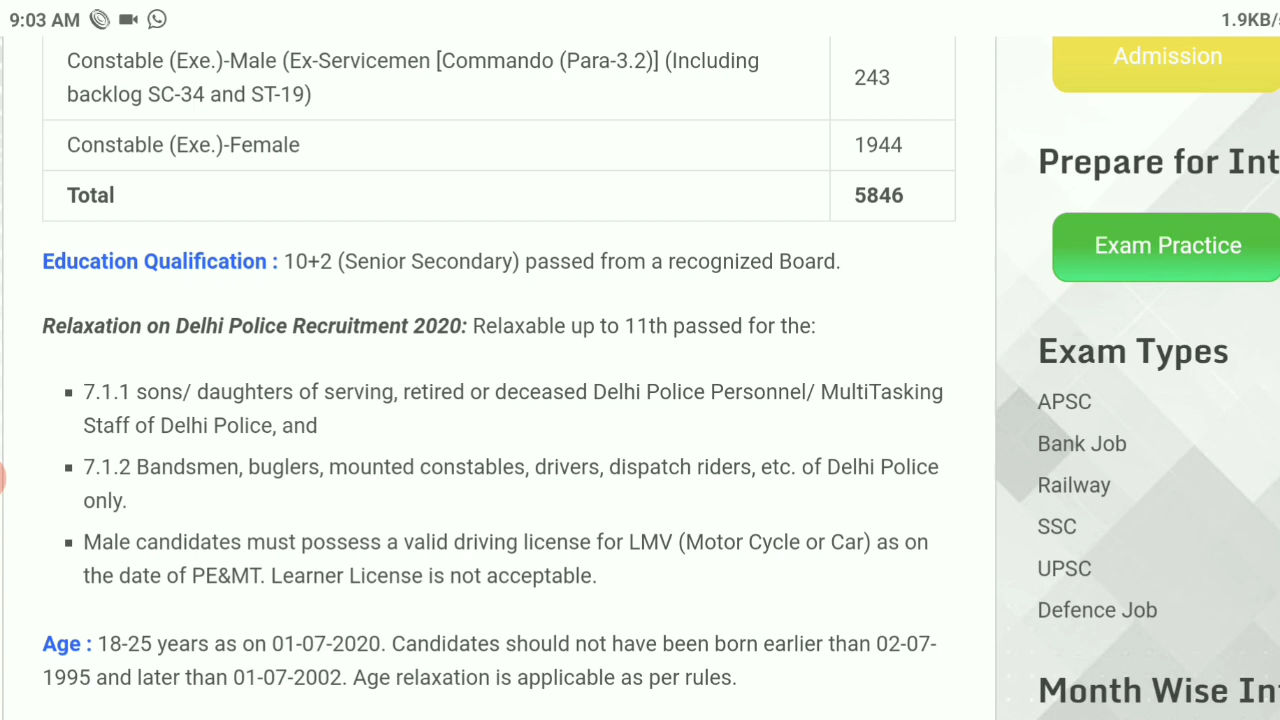 9:03 AM
1.9KB/
Constable (Exe.)-Male (Ex-Servicemen [Commando (Para-3.2)] (Including
backlog SC-34 and ST-19)
243
Constable (Exe.)-Female
1944
Total
5846
Education Qualification : 10+2 (Senior Secondary) passed from a recognized Board.
Relaxation on Delhi Police Recruitment 2020: Relaxable up to 11th passed for the:
▪ 7.1.1 sons/ daughters of serving, retired or deceased Delhi Police Personnel/ MultiTasking
Staff of Delhi Police, and
▪ 7.1.2 Bandsmen, buglers, mounted constables, drivers, dispatch riders, etc. of Delhi Police
only.
▪ Male candidates must possess a valid driving license for LMV (Motor Cycle or Car) as on
the date of PE&MT. Learner License is not acceptable.
Age : 18-25 years as on 01-07-2020. Candidates should not have been born earlier than 02-07-
1995 and later than 01-07-2002. Age relaxation is applicable as per rules.
Admission
Prepare for Int
Exam Practice
Exam Types
APSC
Bank Job
Railway
SSC
UPSC
Defence Job
Month Wise In